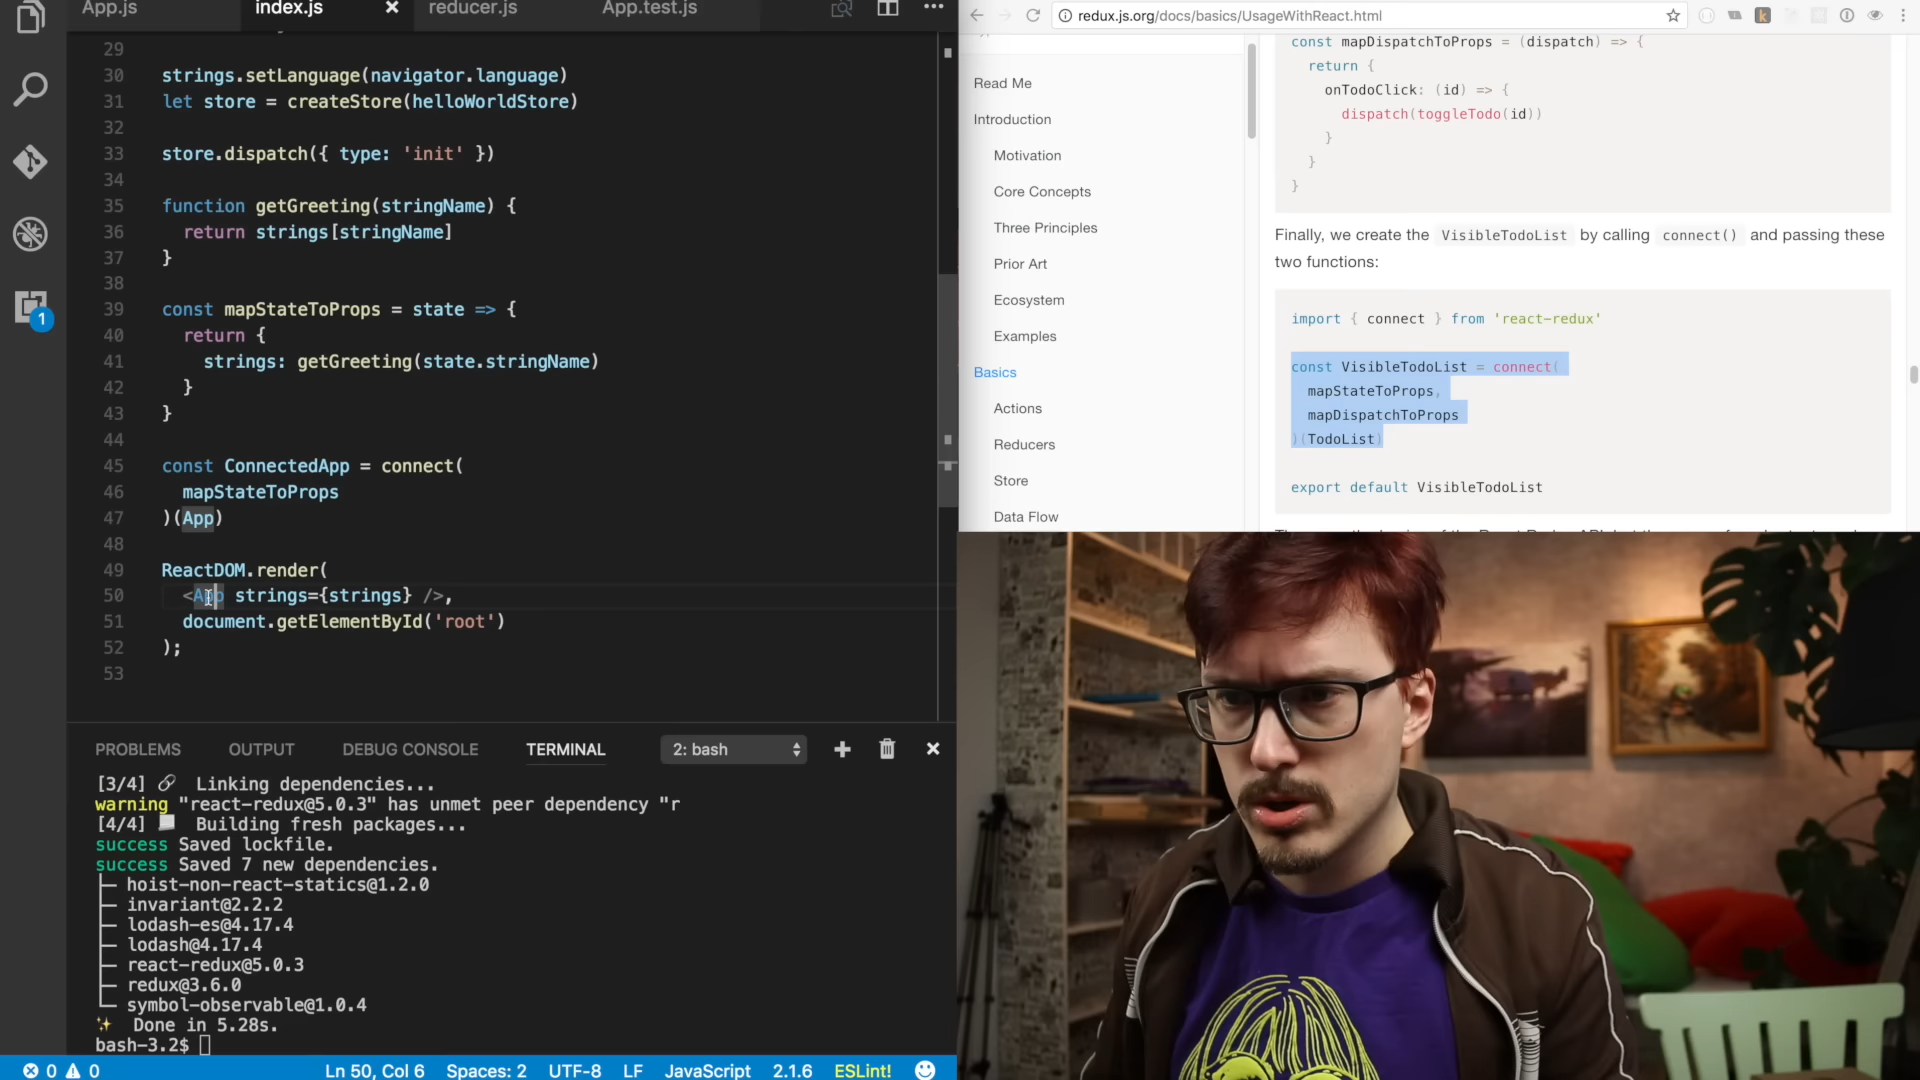 App.js
index.js
reducer.js
App.test.js
29
30 strings.setLanguage(navigator.language)
31 let store = createStore(helloWorldStore)
32
33 store.dispatch({ type: 'init' })
34
35 function getGreeting(stringName) {
36 return strings[stringName]
37 }
38
39 const mapStateToProps = state => {
40 return {
41 strings: getGreeting(state.stringName)
42 }
43 }
44
45 const ConnectedApp = connect(
46 mapStateToProps
47 )(App)
48
49 ReactDOM.render(
50 <App strings={strings} />,
51 document.getElementById('root')
52 );
53
1
PROBLEMS OUTPUT DEBUG CONSOLE TERMINAL 2: bash
[3/4] Linking dependencies...
warning "react-redux@5.0.3" has unmet peer dependency "r
[4/4] Building fresh packages...
success Saved lockfile.
success Saved 7 new dependencies.
├─ hoist-non-react-statics@1.2.0
├─ invariant@2.2.2
├─ lodash-es@4.17.4
├─ lodash@4.17.4
├─ react-redux@5.0.3
├─ redux@3.6.0
└─ symbol-observable@1.0.4
Done in 5.28s.
bash-3.2$
0 0 Ln 50, Col 6 Spaces: 2 UTF-8 LF JavaScript 2.1.6 ESLint!
redux.js.org/docs/basics/UsageWithReact.html
Read Me
Introduction
Motivation
Core Concepts
Three Principles
Prior Art
Ecosystem
Examples
Basics
Actions
Reducers
Store
Data Flow
const mapDispatchToProps = (dispatch) => {
return {
onTodoClick: (id) => {
dispatch(toggleTodo(id))
}
}
}
Finally, we create the VisibleTodoList by calling connect() and passing these
two functions:
import { connect } from 'react-redux'
const VisibleTodoList = connect(
mapStateToProps,
mapDispatchToProps
)(TodoList)
export default VisibleTodoList